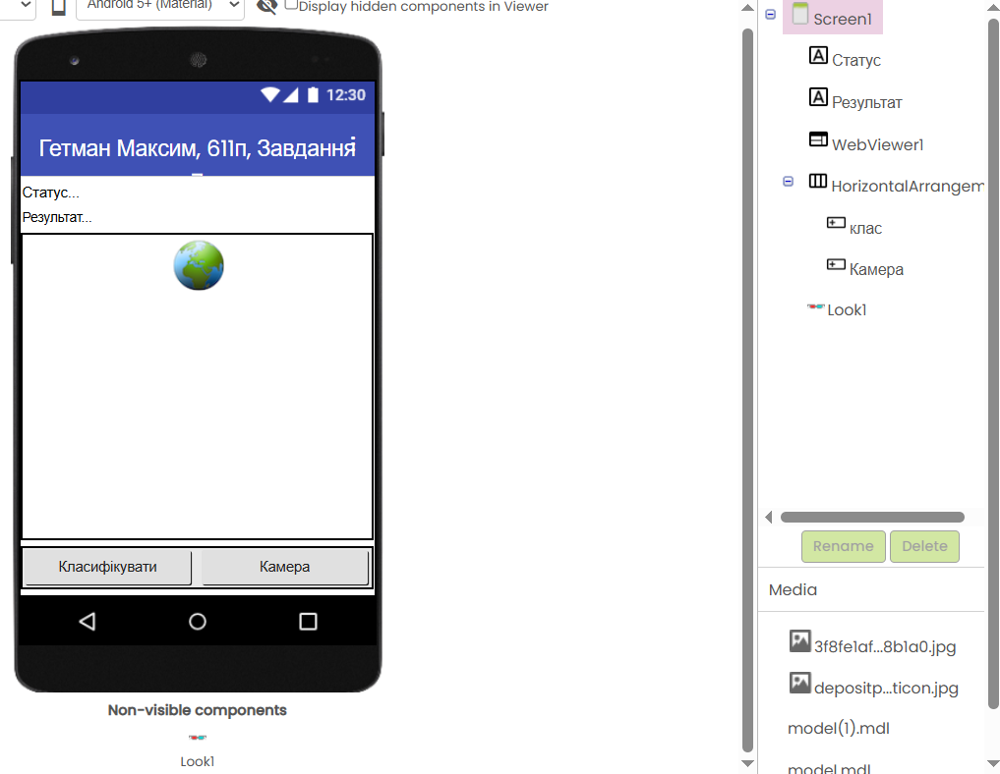 Android 5+ (Material)
Display hidden components in Viewer
12:30
Гетман Максим, 611п, Завдання
Статус...
Результат...
Класифікувати
Камера
Non-visible components
Look1
Screen1
Статус
Результат
WebViewer1
HorizontalArrangem
клас
Камера
Look1
Rename
Delete
Media
3f8fe1af...8b1a0.jpg
depositp...ticon.jpg
model(1).mdl
model.mdl